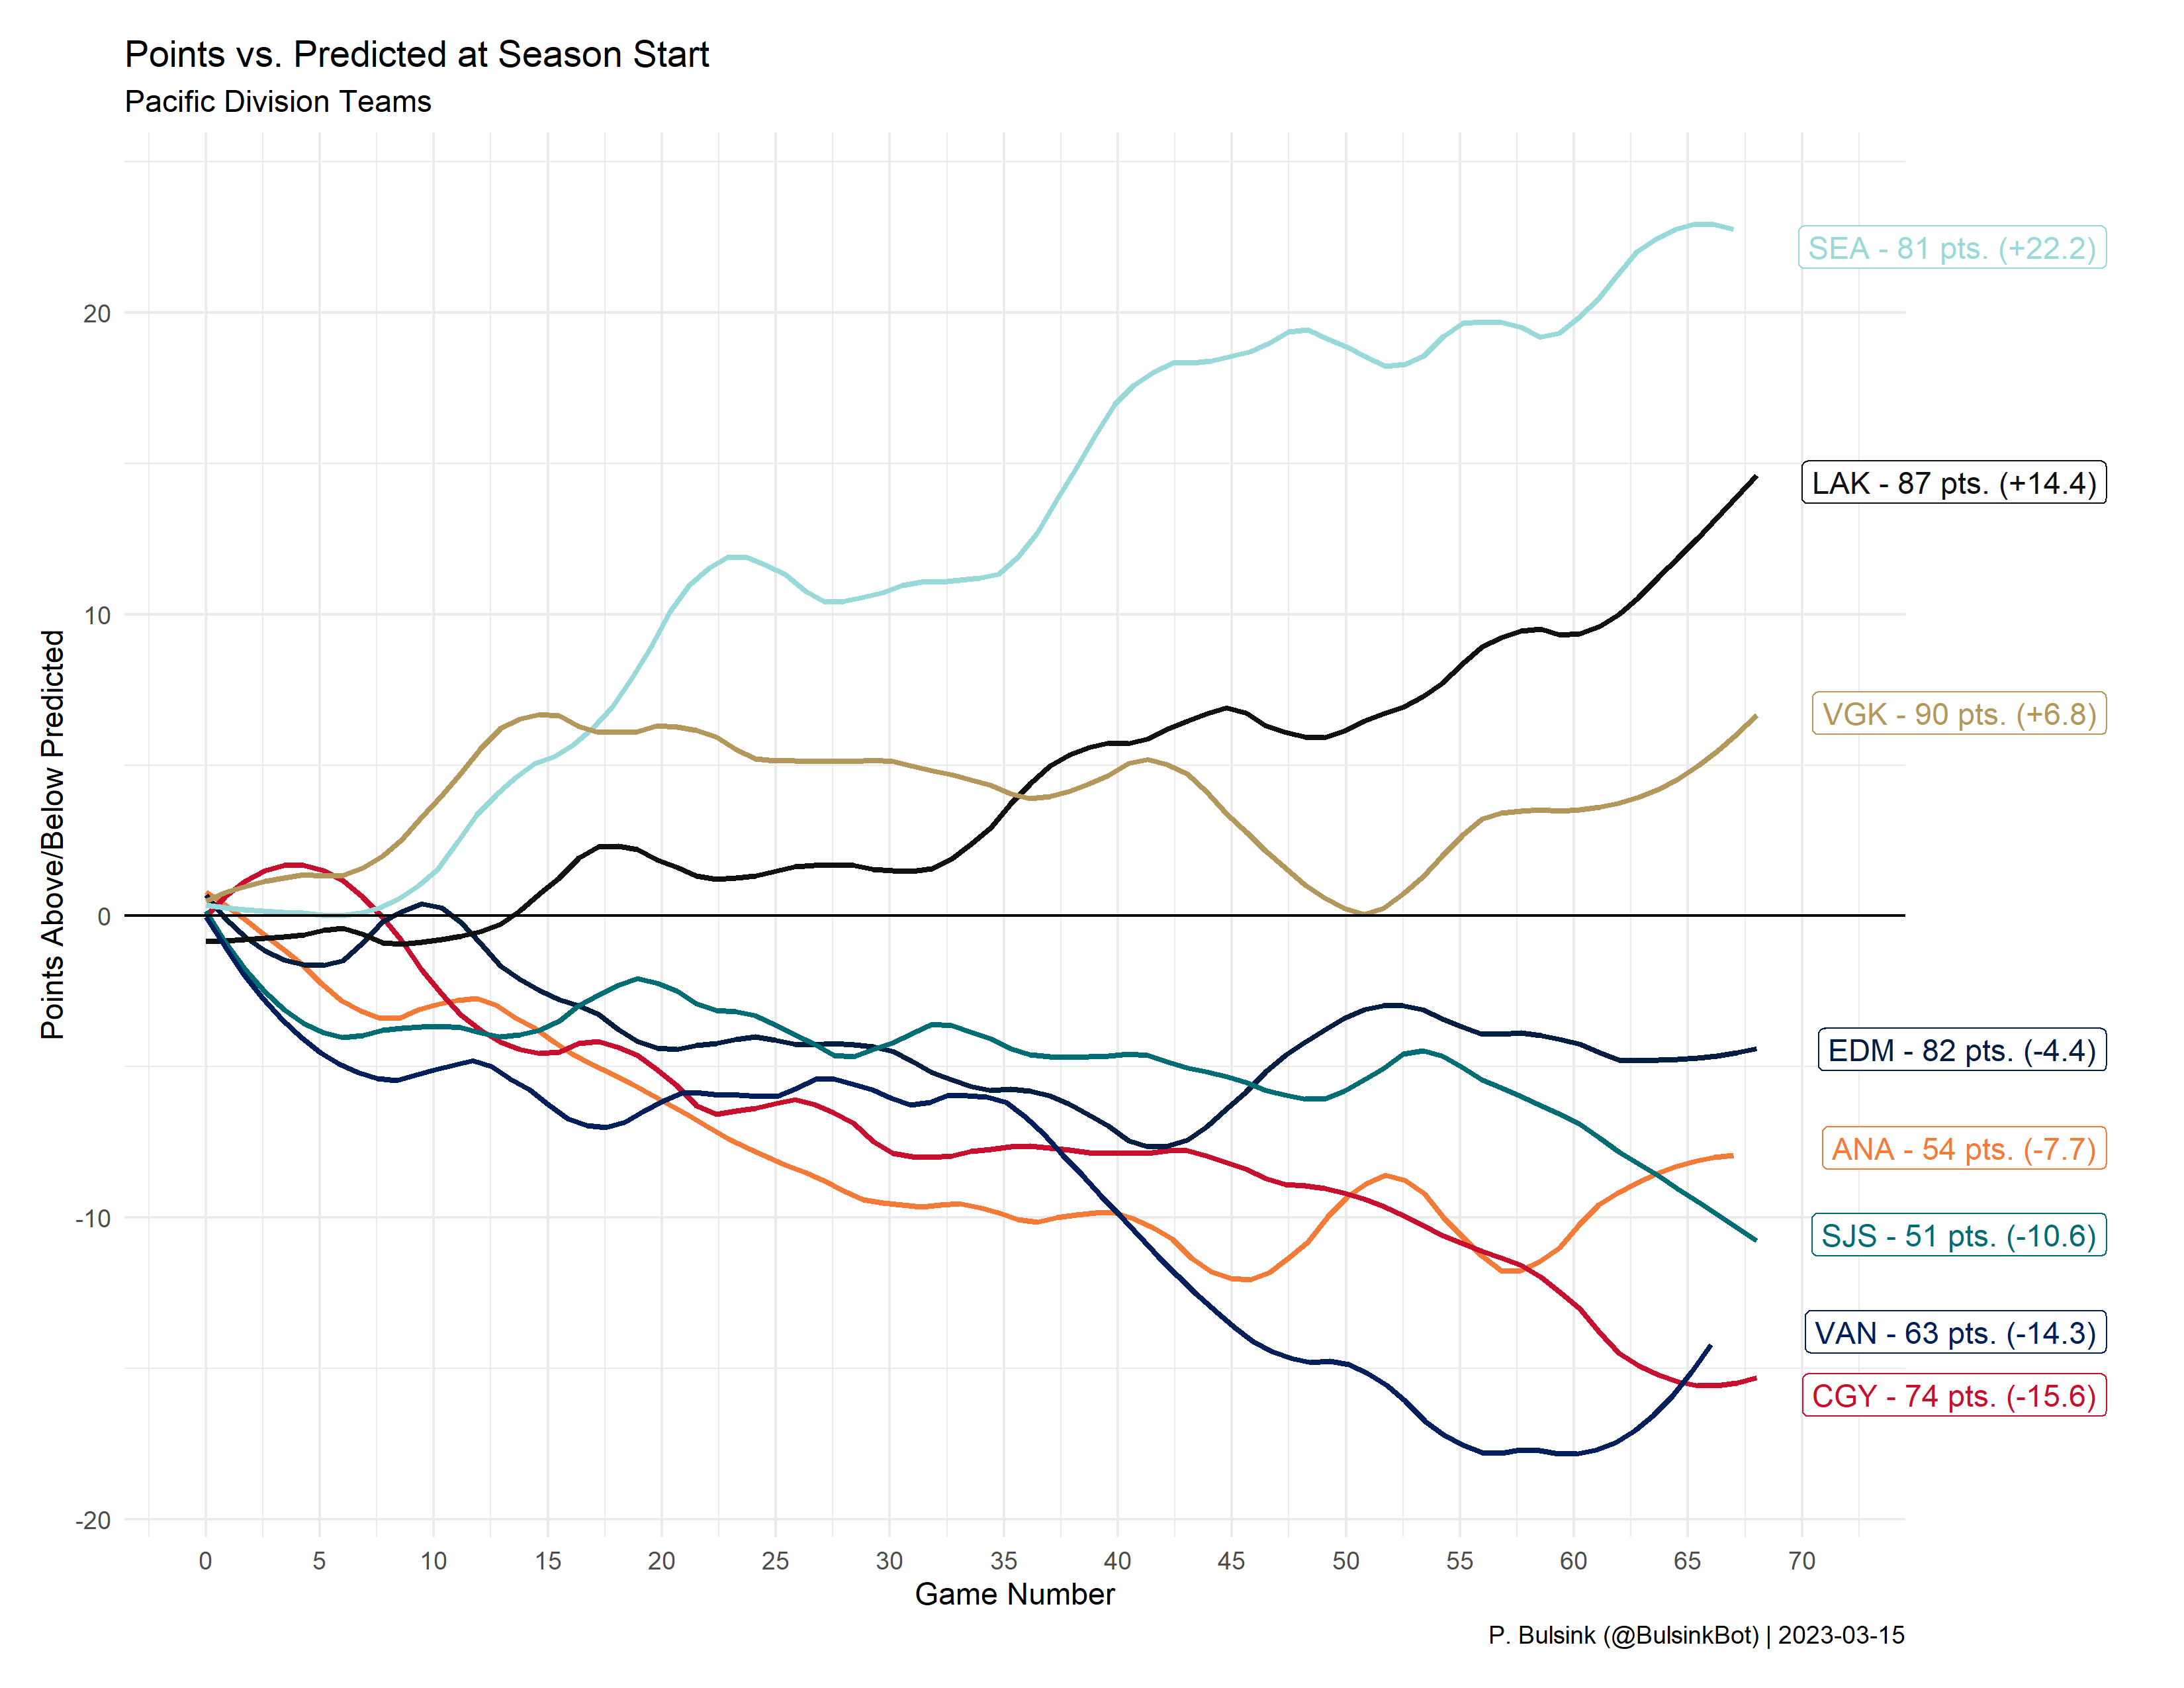 Points vs. Predicted at Season Start
Pacific Division Teams
Points Above/Below Predicted
20
10
0
-10
-20
SEA - 81 pts. (+22.2)
LAK - 87 pts. (+14.4)
VGK - 90 pts. (+6.8)
EDM - 82 pts. (-4.4)
ANA - 54 pts. (-7.7)
SJS - 51 pts. (-10.6)
VAN - 63 pts. (-14.3)
CGY - 74 pts. (-15.6)
0 5 10 15 20 25 30 35 40 45 50 55 60 65 70
Game Number
P. Bulsink (@BulsinkBot) | 2023-03-15